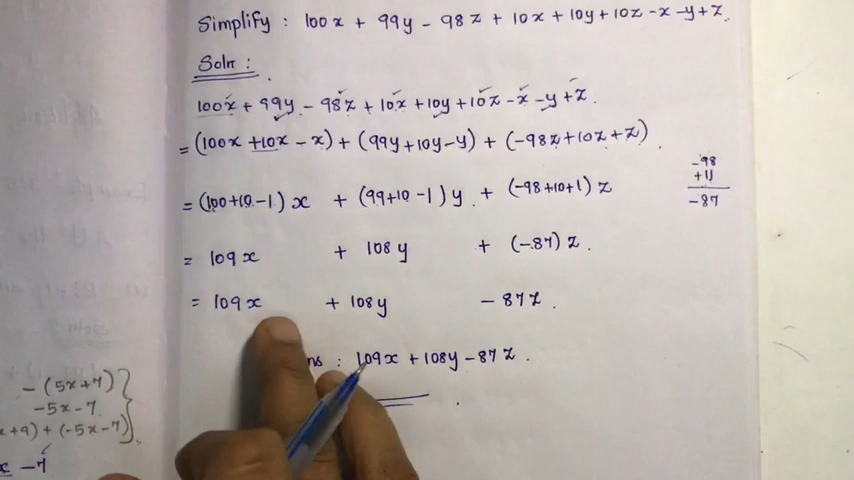 Simplify : 100x + 99y - 98z + 10x + 10y + 10z - x - y + z.
Soln :
100x + 99y - 98z + 10x + 10y + 10z - x - y + z.
= (100x + 10x - x) + (99y + 10y - y) + (-98z + 10z + z).
= (100+10-1) x + (99+10-1) y + (-98+10+1) z
-98
+11
-87
= 109x + 108y + (-87) z.
= 109x + 108y - 87z.
: 109x + 108y - 87z.
- (5x+7)
-5x-7
+9) + (-5x-7)
x -7